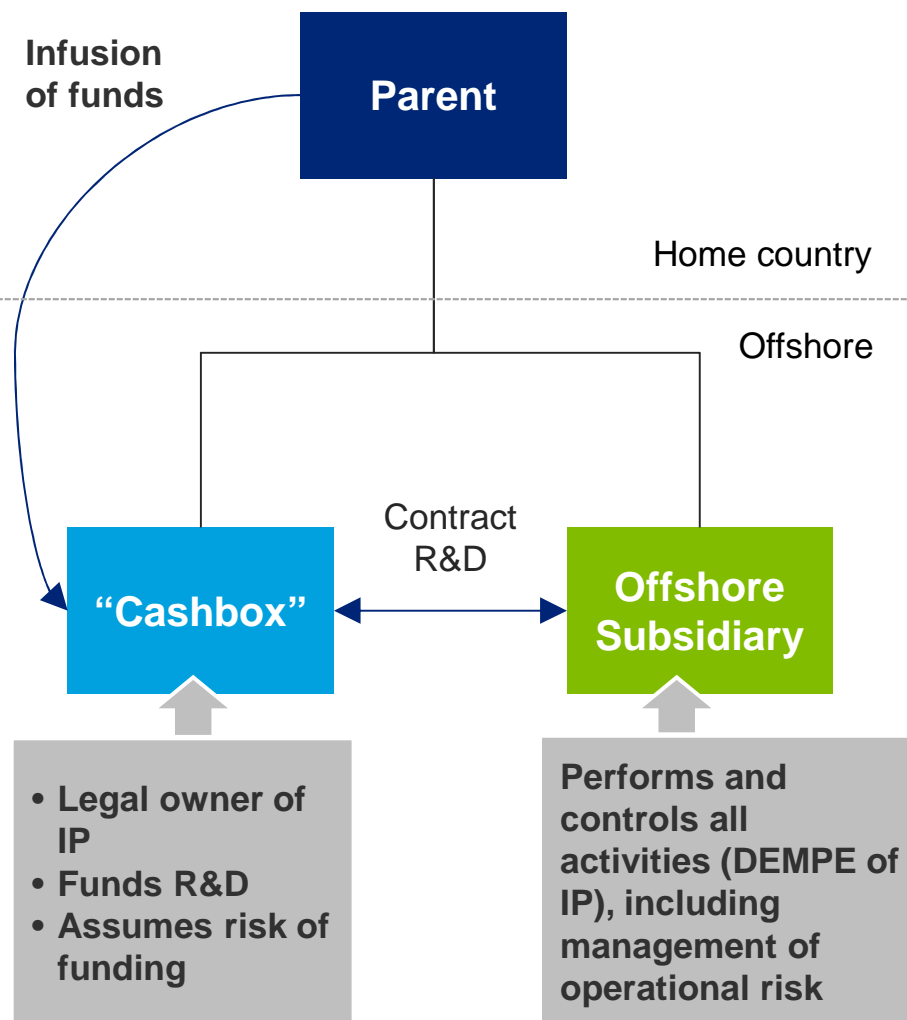 Infusion
of funds
Parent
Home country
Offshore
Contract
R&D
“Cashbox”
Offshore
Subsidiary
• Legal owner of
IP
• Funds R&D
• Assumes risk of
funding
Performs and
controls all
activities (DEMPE of
IP), including
management of
operational risk